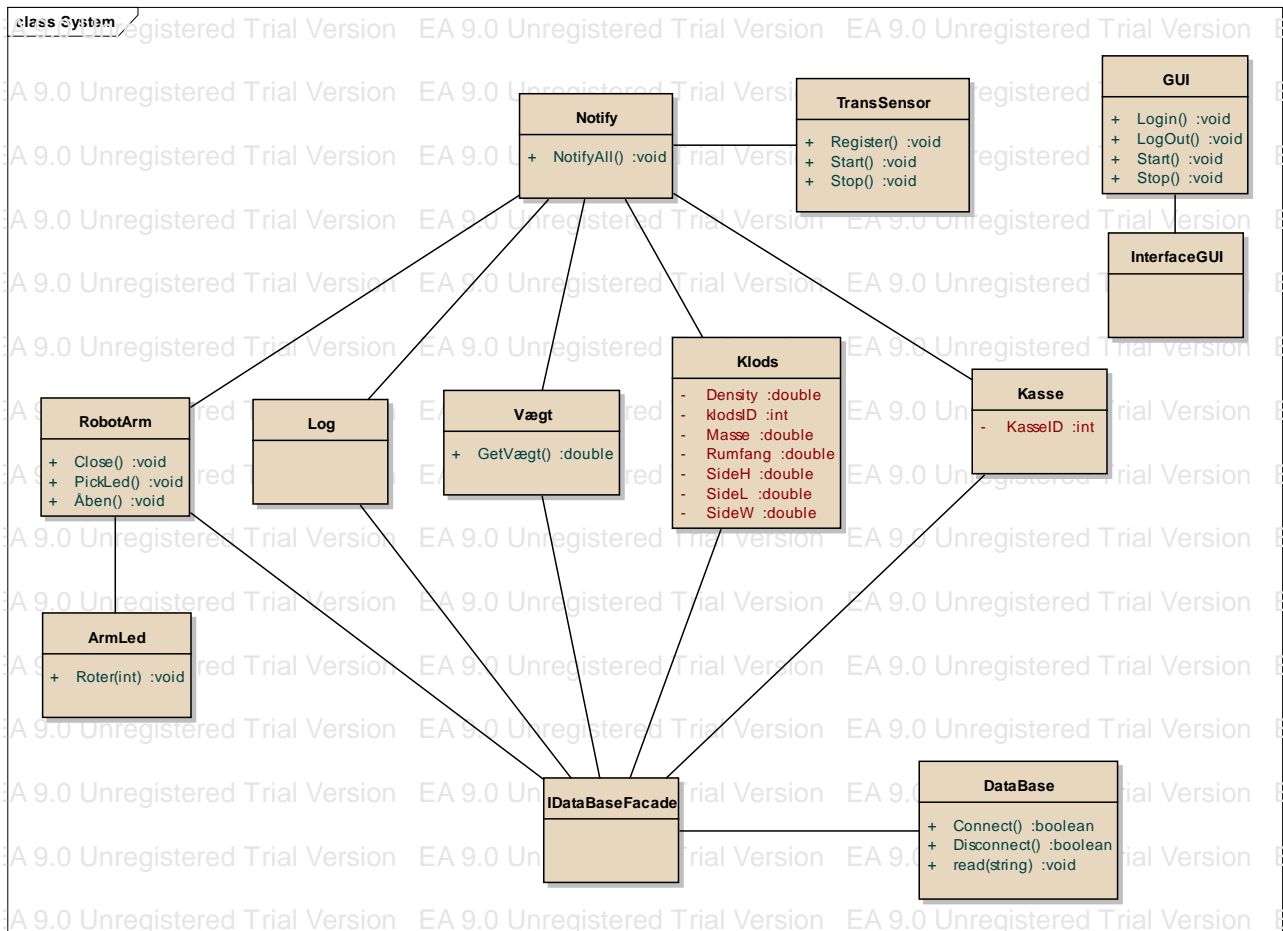 class System
EA 9.0 Unregistered Trial Version
Notify
+ NotifyAll() :void
TransSensor
+ Register() :void
+ Start() :void
+ Stop() :void
GUI
+ Login() :void
+ LogOut() :void
+ Start() :void
+ Stop() :void
InterfaceGUI
RobotArm
+ Close() :void
+ PickLed() :void
+ Åben() :void
Log
Vægt
+ GetVægt() :double
Klods
- Density :double
- klodsID :int
- Masse :double
- Rumfang :double
- SideH :double
- SideL :double
- SideW :double
Kasse
- KasseID :int
ArmLed
+ Roter(int) :void
IDataBaseFacade
DataBase
+ Connect() :boolean
+ Disconnect() :boolean
+ read(string) :void